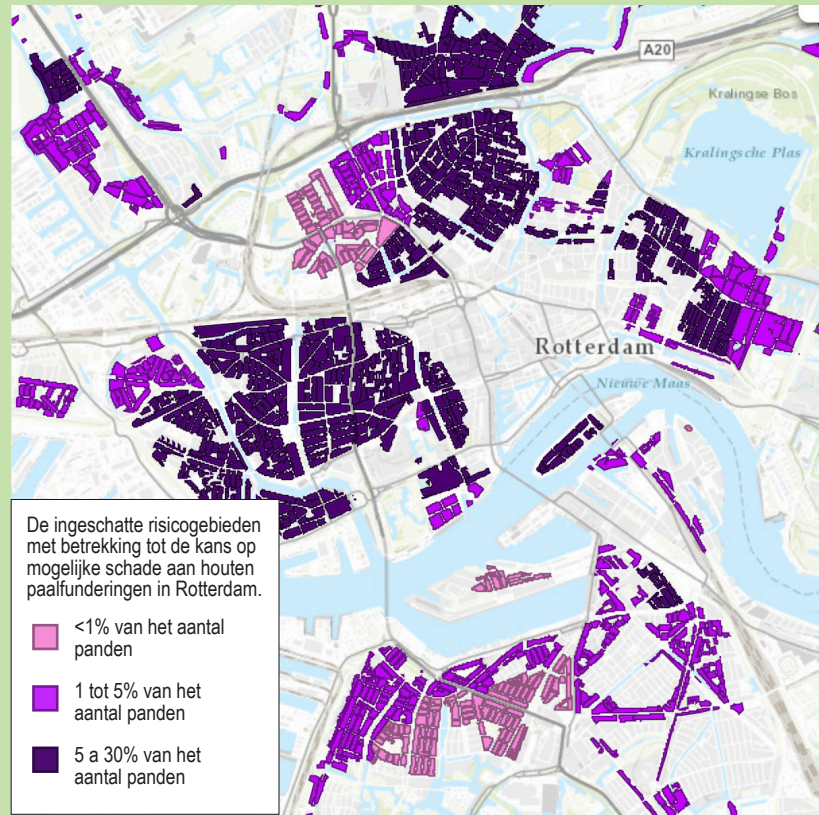 A20
Kralingse Bos
Kralingsche Plas
Rotterdam
Nieuwe Maas
De ingeschatte risicogebieden
met betrekking tot de kans op
mogelijke schade aan houten
paalfunderingen in Rotterdam.
<1% van het aantal
panden
1 tot 5% van het
aantal panden
5 a 30% van het
aantal panden